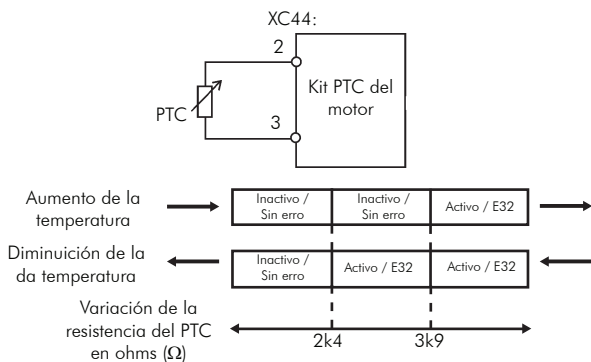 XC44:
2
Kit PTC del
motor
PTC
3
Aumento de la
temperatura
Inactivo /
Sin erro
Inactivo /
Sin erro
Activo / E32
Diminuición de la
da temperatura
Inactivo /
Sin erro
Activo / E32
Activo / E32
Variación de la
resistencia del PTC
en ohms (Ω)
2k4
3k9